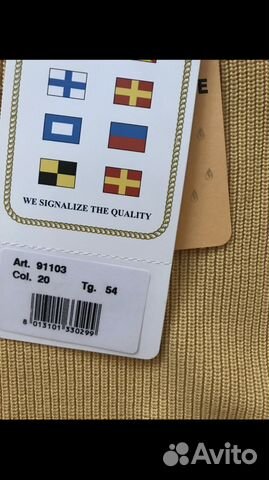 E
WE SIGNALIZE THE QUALITY
Art. 91103
Col. 20 Tg. 54
8 013101 330299
Avito